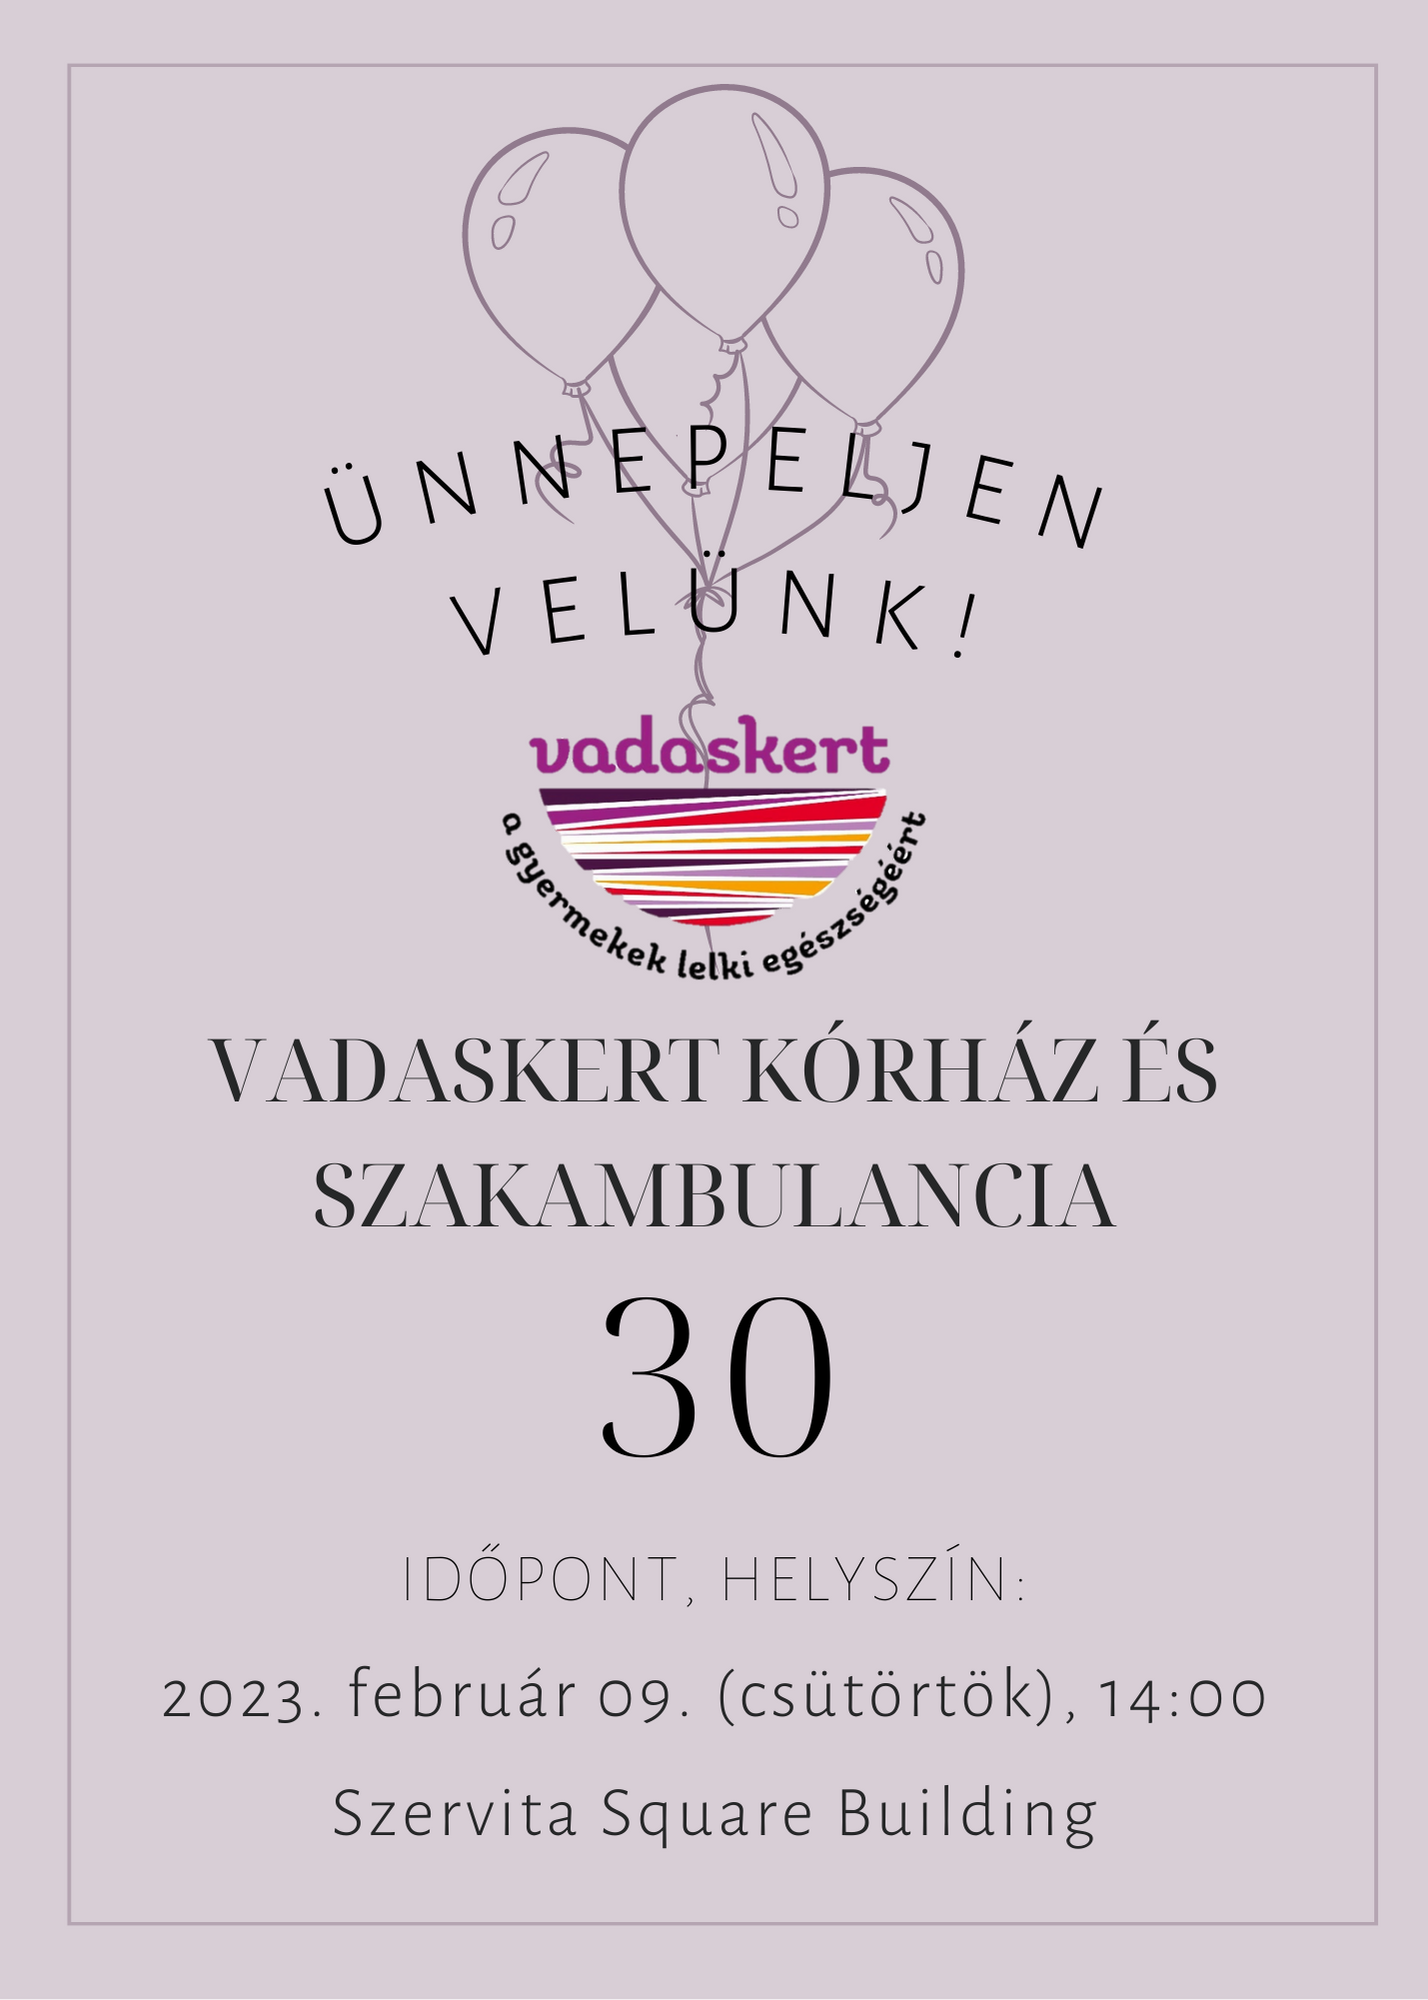 ÜNNEPELJEN
VELÜNK!
vadaskert
a gyermekek lelki egészségéért
VADASKERT KÓRHÁZ ÉS
SZAKAMBULANCIA
30
IDŐPONT, HELYSZÍN:
2023. február 09. (csütörtök), 14:00
Szervita Square Building